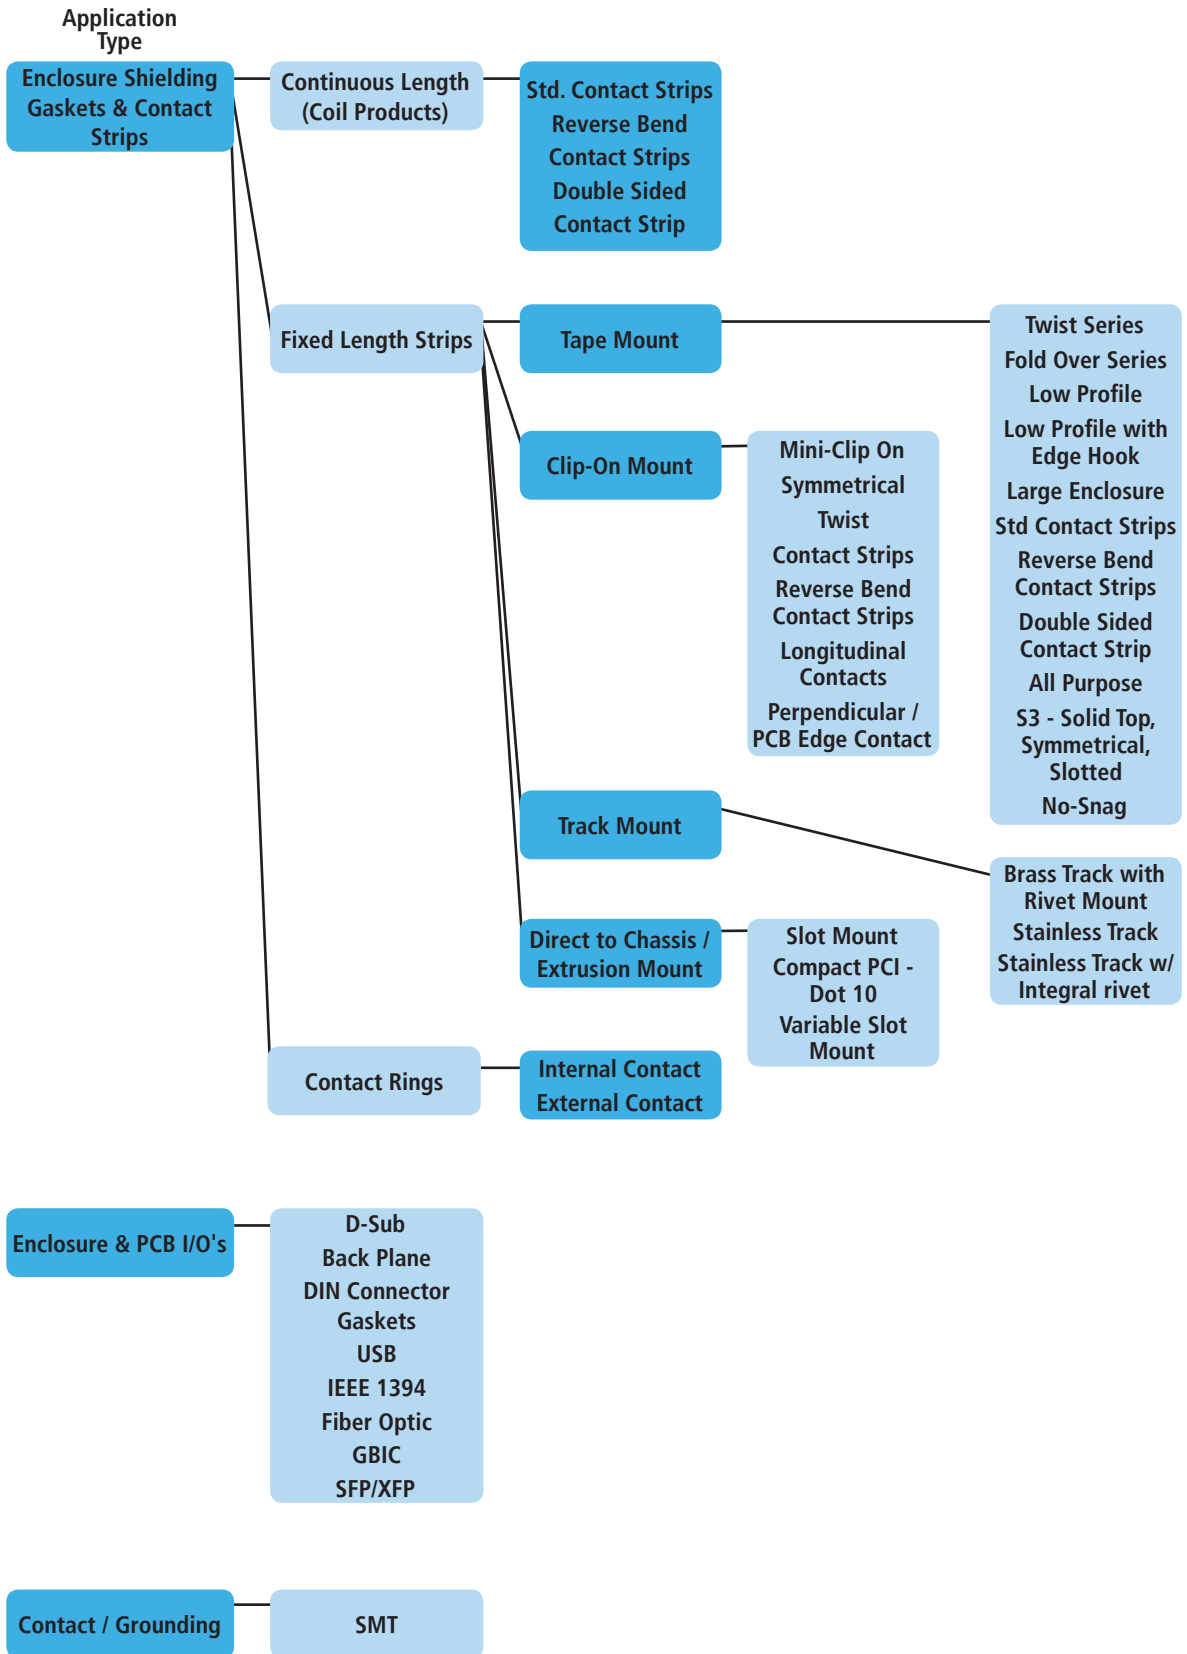 Application
Type
Enclosure Shielding
Gaskets & Contact
Strips
Continuous Length
(Coil Products)
Std. Contact Strips
Reverse Bend
Contact Strips
Double Sided
Contact Strip
Fixed Length Strips
Tape Mount
Twist Series
Fold Over Series
Low Profile
Low Profile with
Edge Hook
Large Enclosure
Std Contact Strips
Reverse Bend
Contact Strips
Double Sided
Contact Strip
All Purpose
S3 - Solid Top,
Symmetrical,
Slotted
No-Snag
Clip-On Mount
Mini-Clip On
Symmetrical
Twist
Contact Strips
Reverse Bend
Contact Strips
Longitudinal
Contacts
Perpendicular /
PCB Edge Contact
Track Mount
Brass Track with
Rivet Mount
Stainless Track
Stainless Track w/
Integral rivet
Direct to Chassis /
Extrusion Mount
Slot Mount
Compact PCI -
Dot 10
Variable Slot
Mount
Contact Rings
Internal Contact
External Contact
Enclosure & PCB I/O's
D-Sub
Back Plane
DIN Connector
Gaskets
USB
IEEE 1394
Fiber Optic
GBIC
SFP/XFP
Contact / Grounding
SMT